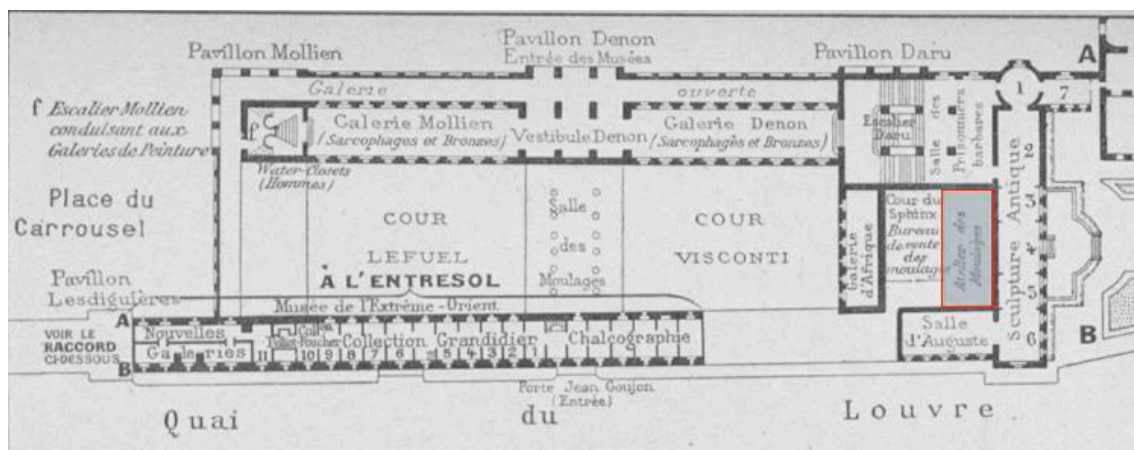 Pavillon Mollien
Pavillon Denon
Entrée des Musées
Pavillon Daru
A
f Escalier Mollien
conduisant aux
Galeries de Peinture
Galerie
ouverte
1
7
f
Galerie Mollien
(Sarcophages et Bronzes)
Vestibule Denon
Galerie Denon
(Sarcophages et Bronzes)
Escalier
Daru
Salle des
Prisonniers
barbares
2
Water-Closets
(Hommes)
Place du
Carrousel
COUR
LEFUEL
Salle
des
Moulages
COUR
VISCONTI
Galerie
d'Afrique
Cour du
Sphinx
Bureau
de vente
des
moulages
Atelier des
Moulages
Sculpture Antique
3
4
5
6
Pavillon
Lesdiguières
À L'ENTRESOL
Musée de l'Extrême-Orient
A
VOIR LE
RACCORD
CI-DESSOUS
B
Nouvelles
Galeries
11
10 9 8 7 6 5 4 3 2 1
Collection Grandidier
Chalcographie
Salle
d'Auguste
B
Porte Jean Goujon
(Entrée)
Quai du Louvre